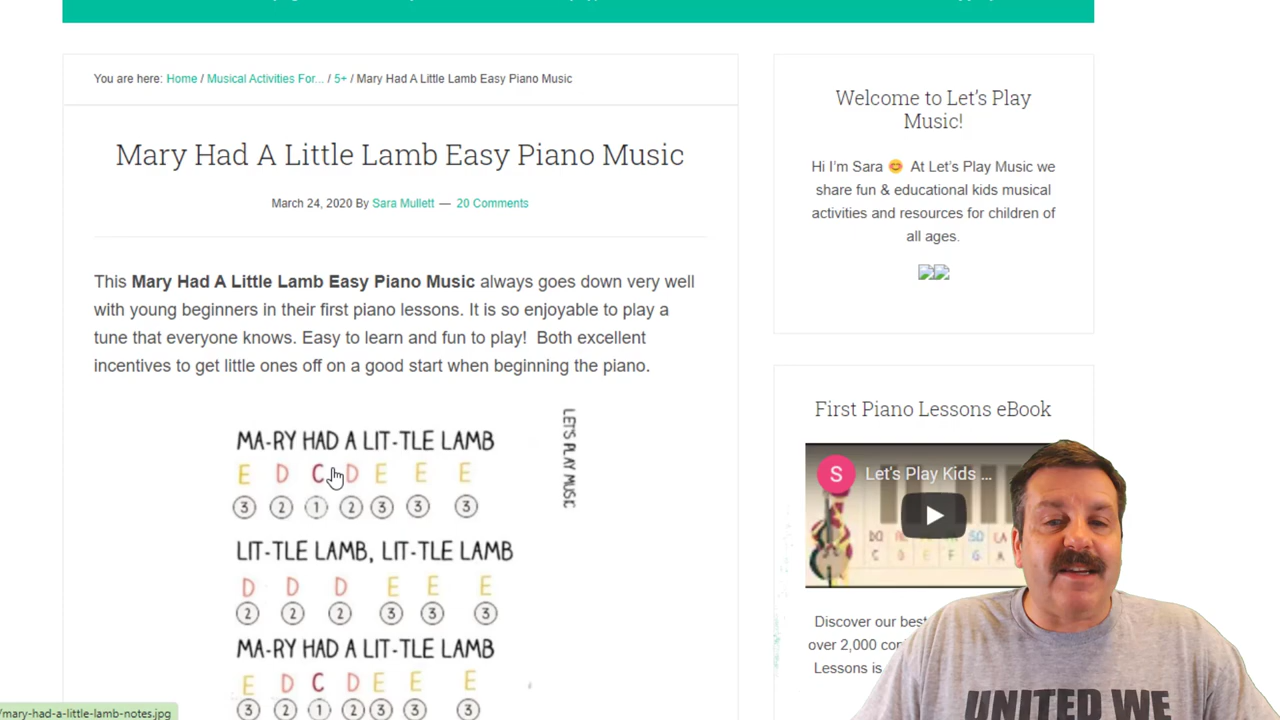 You are here: Home / Musical Activities For... / 5+ / Mary Had A Little Lamb Easy Piano Music
Mary Had A Little Lamb Easy Piano Music
March 24, 2020 By Sara Mullett — 20 Comments
This Mary Had A Little Lamb Easy Piano Music always goes down very well
with young beginners in their first piano lessons. It is so enjoyable to play a
tune that everyone knows. Easy to learn and fun to play!  Both excellent
incentives to get little ones off on a good start when beginning the piano.
MA-RY HAD A LIT-TLE LAMB
E D C D E E E
3 2 1 2 3 3 3
LIT-TLE LAMB, LIT-TLE LAMB
D D D E E E
2 2 2 3 3 3
MA-RY HAD A LIT-TLE LAMB
E D C D E E E
3 2 1 2 3 3 3
LET'S PLAY MUSIC
/mary-had-a-little-lamb-notes.jpg
Welcome to Let's Play
Music!
Hi I'm Sara 😊 At Let's Play Music we
share fun & educational kids musical
activities and resources for children of
all ages.
First Piano Lessons eBook
S Let's Play Kids ...
DO SO LA
C D E F G A
Discover our best
over 2,000
Lessons is
UNITED WE